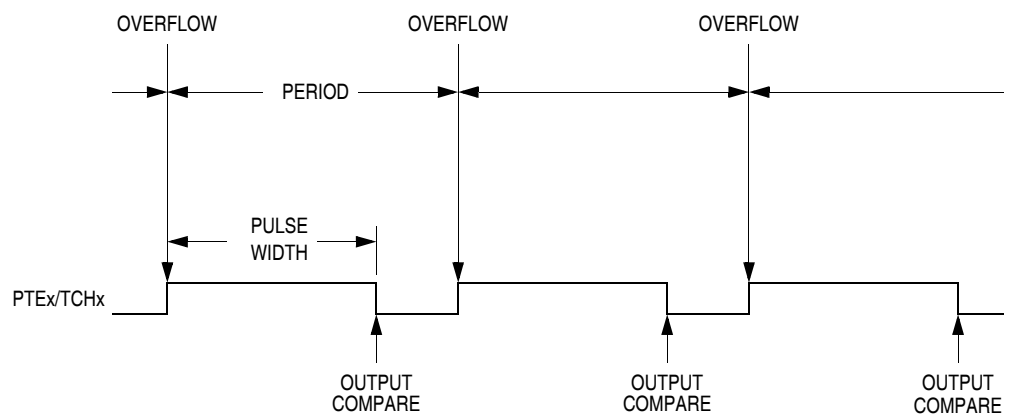 OVERFLOW OVERFLOW OVERFLOW
PERIOD
PULSE
WIDTH
PTEx/TCHx
OUTPUT
COMPARE
OUTPUT
COMPARE
OUTPUT
COMPARE